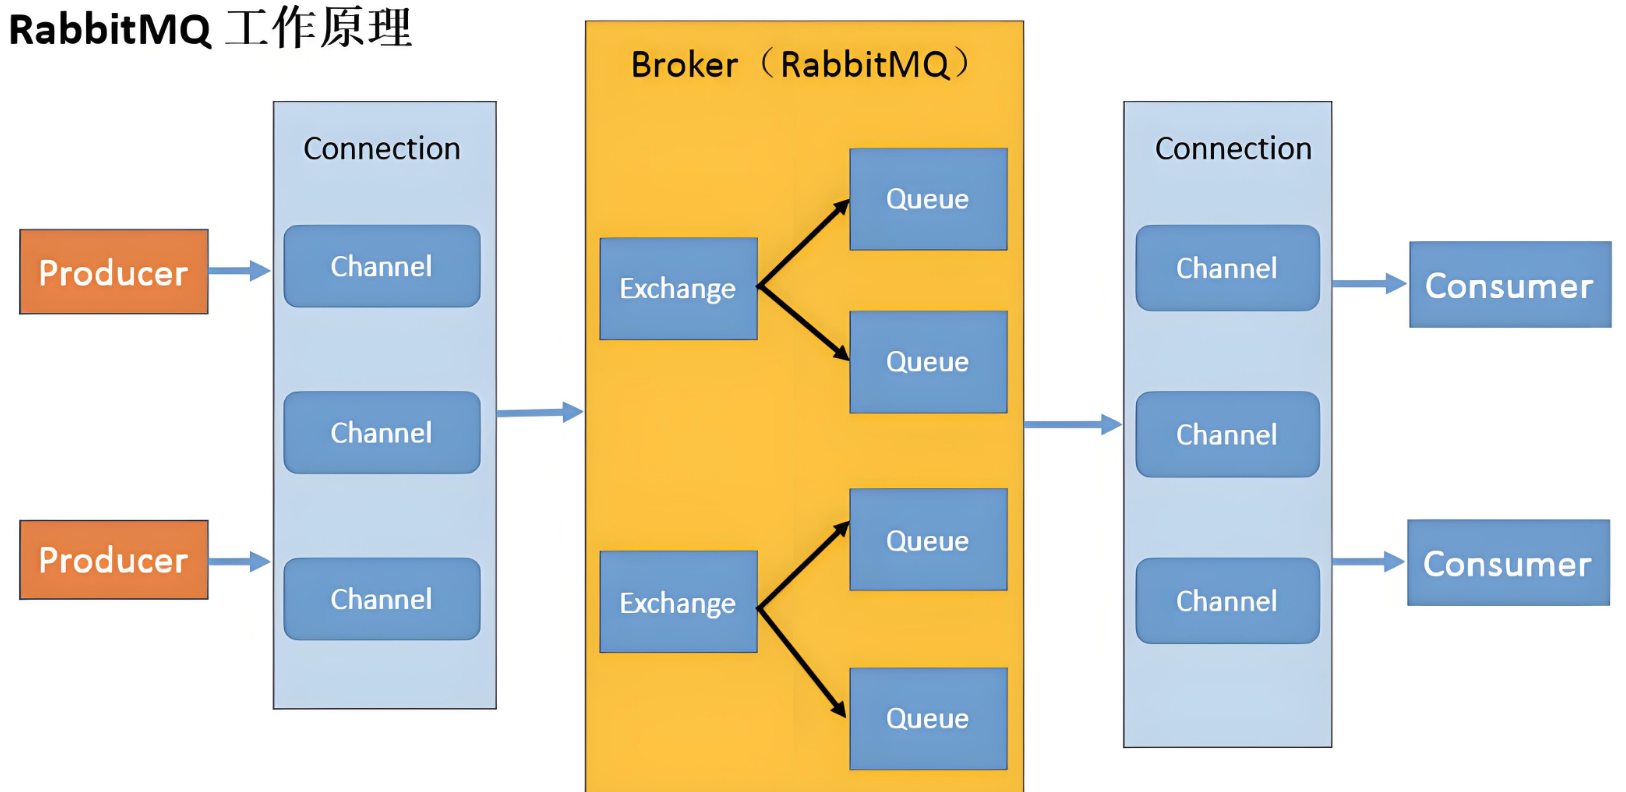 RabbitMQ 工作原理
Broker（RabbitMQ）
Connection
Channel
Channel
Channel
Producer
Producer
Exchange
Queue
Queue
Exchange
Queue
Queue
Connection
Channel
Channel
Channel
Consumer
Consumer